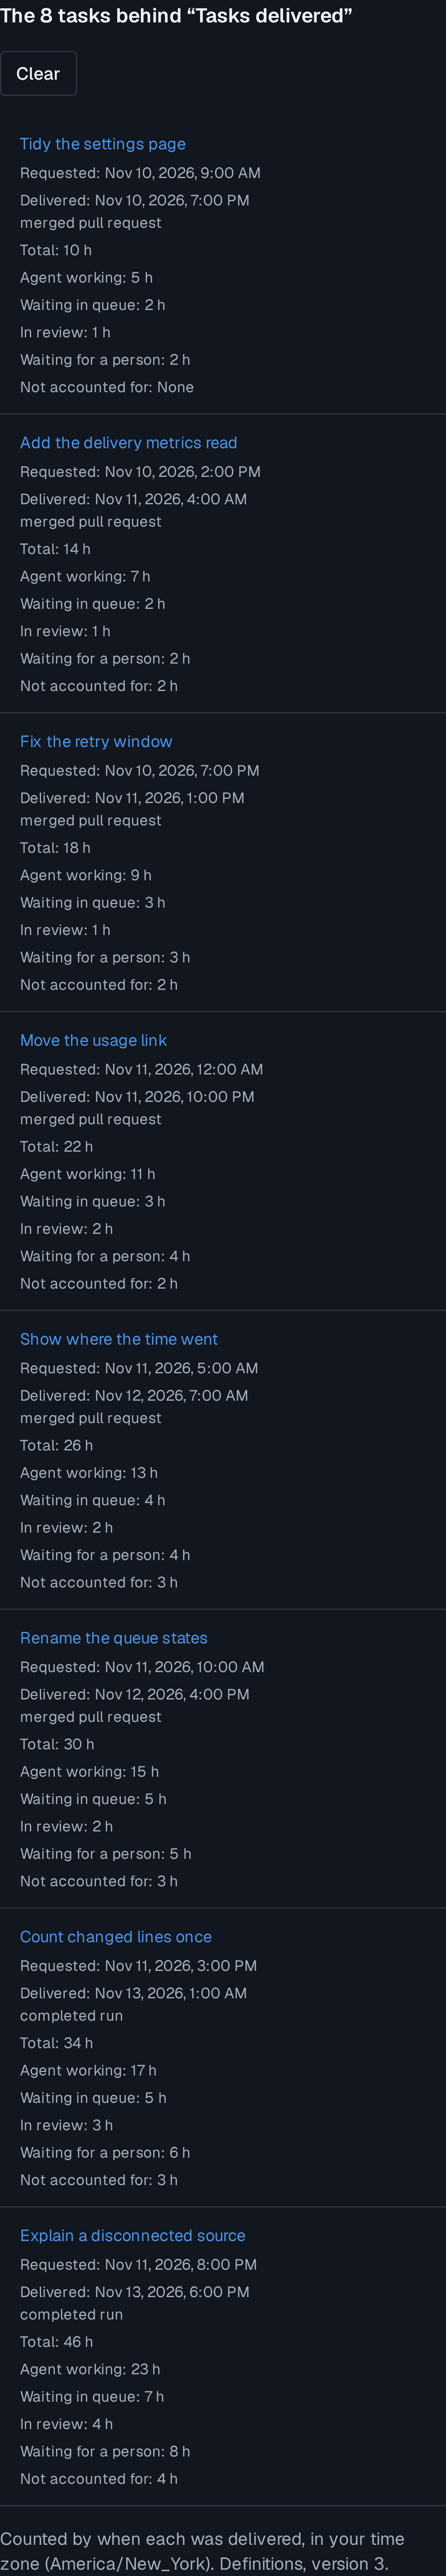 The 8 tasks behind “Tasks delivered”
Clear
Tidy the settings page
Requested: Nov 10, 2026, 9:00 AM
Delivered: Nov 10, 2026, 7:00 PM
merged pull request
Total: 10 h
Agent working: 5 h
Waiting in queue: 2 h
In review: 1 h
Waiting for a person: 2 h
Not accounted for: None
Add the delivery metrics read
Requested: Nov 10, 2026, 2:00 PM
Delivered: Nov 11, 2026, 4:00 AM
merged pull request
Total: 14 h
Agent working: 7 h
Waiting in queue: 2 h
In review: 1 h
Waiting for a person: 2 h
Not accounted for: 2 h
Fix the retry window
Requested: Nov 10, 2026, 7:00 PM
Delivered: Nov 11, 2026, 1:00 PM
merged pull request
Total: 18 h
Agent working: 9 h
Waiting in queue: 3 h
In review: 1 h
Waiting for a person: 3 h
Not accounted for: 2 h
Move the usage link
Requested: Nov 11, 2026, 12:00 AM
Delivered: Nov 11, 2026, 10:00 PM
merged pull request
Total: 22 h
Agent working: 11 h
Waiting in queue: 3 h
In review: 2 h
Waiting for a person: 4 h
Not accounted for: 2 h
Show where the time went
Requested: Nov 11, 2026, 5:00 AM
Delivered: Nov 12, 2026, 7:00 AM
merged pull request
Total: 26 h
Agent working: 13 h
Waiting in queue: 4 h
In review: 2 h
Waiting for a person: 4 h
Not accounted for: 3 h
Rename the queue states
Requested: Nov 11, 2026, 10:00 AM
Delivered: Nov 12, 2026, 4:00 PM
merged pull request
Total: 30 h
Agent working: 15 h
Waiting in queue: 5 h
In review: 2 h
Waiting for a person: 5 h
Not accounted for: 3 h
Count changed lines once
Requested: Nov 11, 2026, 3:00 PM
Delivered: Nov 13, 2026, 1:00 AM
completed run
Total: 34 h
Agent working: 17 h
Waiting in queue: 5 h
In review: 3 h
Waiting for a person: 6 h
Not accounted for: 3 h
Explain a disconnected source
Requested: Nov 11, 2026, 8:00 PM
Delivered: Nov 13, 2026, 6:00 PM
completed run
Total: 46 h
Agent working: 23 h
Waiting in queue: 7 h
In review: 4 h
Waiting for a person: 8 h
Not accounted for: 4 h
Counted by when each was delivered, in your time
zone (America/New_York). Definitions, version 3.